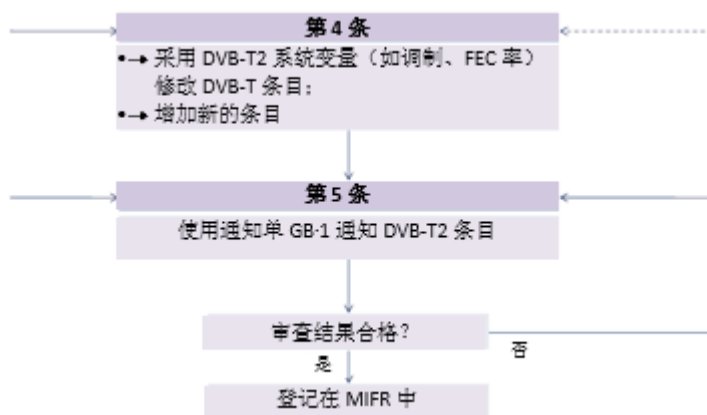 第 4 条
•→ 采用 DVB-T2 系统变量（如调制、FEC 率）
修改 DVB-T 条目；
•→ 增加新的条目
第 5 条
使用通知单 GB-1 通知 DVB-T2 条目
审查结果合格？
否
是
登记在 MIFR 中